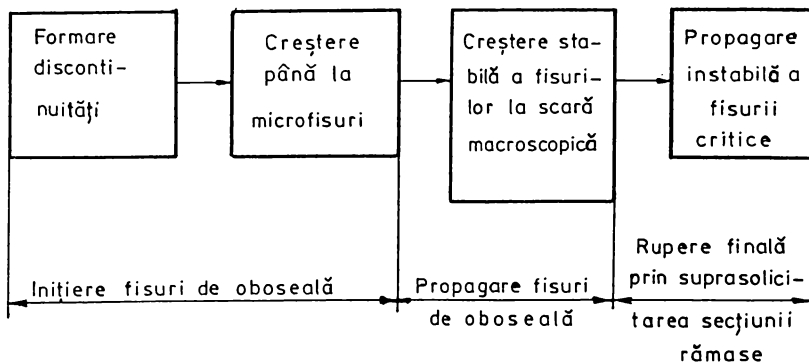 Formare
disconti-
nuități
Creștere
până la
microfisuri
Creștere sta-
bilă a fisuri-
lor la scară
macroscopică
Propagare
instabilă a
fisurii
critice
Inițiere fisuri de oboseală
Propagare fisuri
de oboseală
Rupere finală
prin suprasolici-
tarea secțiunii
rămase